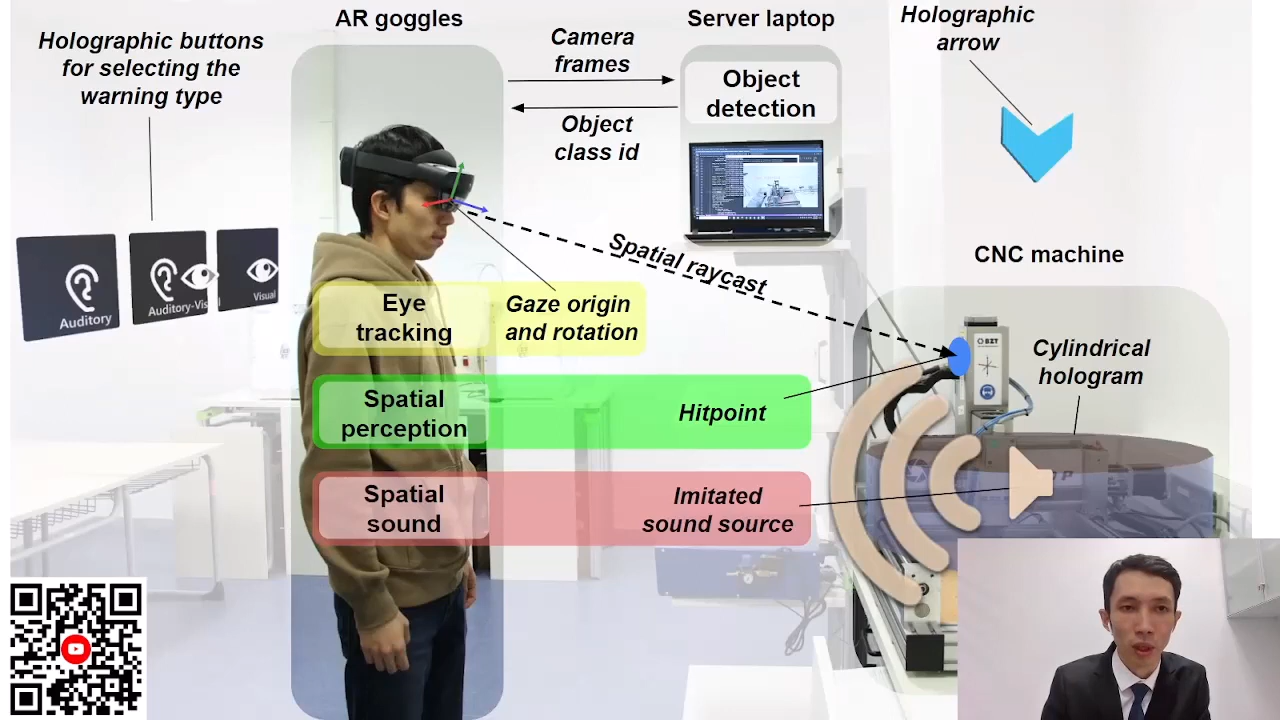 AR goggles
Server laptop
Holographic
arrow
Holographic buttons
for selecting the
warning type
Camera
frames
Object
detection
Object
class id
CNC machine
Spatial raycast
Auditory
Auditory-Vis
Visual
Eye
tracking
Gaze origin
and rotation
BZT
Cylindrical
hologram
Spatial
perception
Hitpoint
Spatial
sound
Imitated
sound source